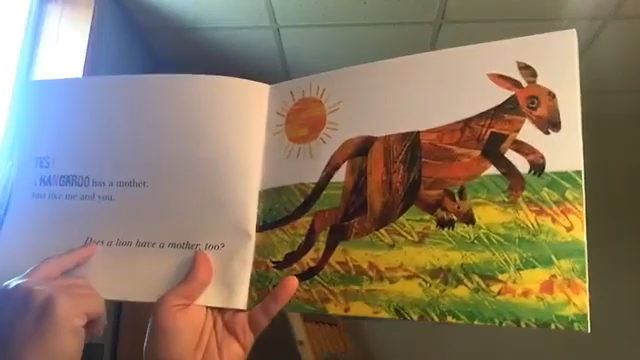 YES!
A KANGAROO has a mother.
Just like me and you.
Does a lion have a mother, too?